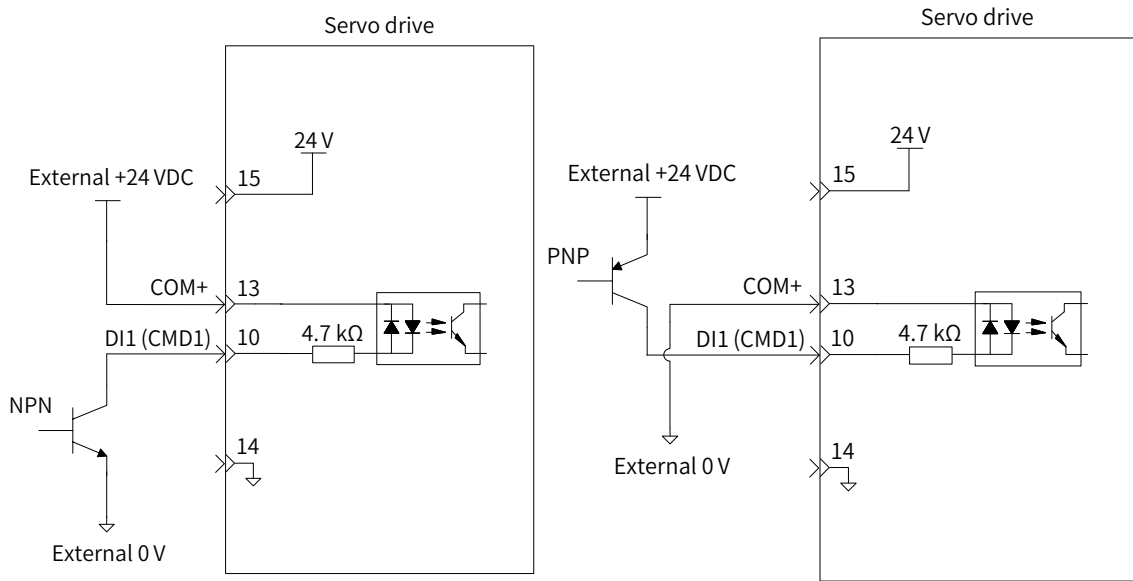 Servo drive
24 V
15
External +24 VDC
COM+
13
DI1 (CMD1)
10
4.7 kΩ
NPN
14
External 0 V
Servo drive
24 V
15
External +24 VDC
PNP
COM+
13
DI1 (CMD1)
10
4.7 kΩ
14
External 0 V